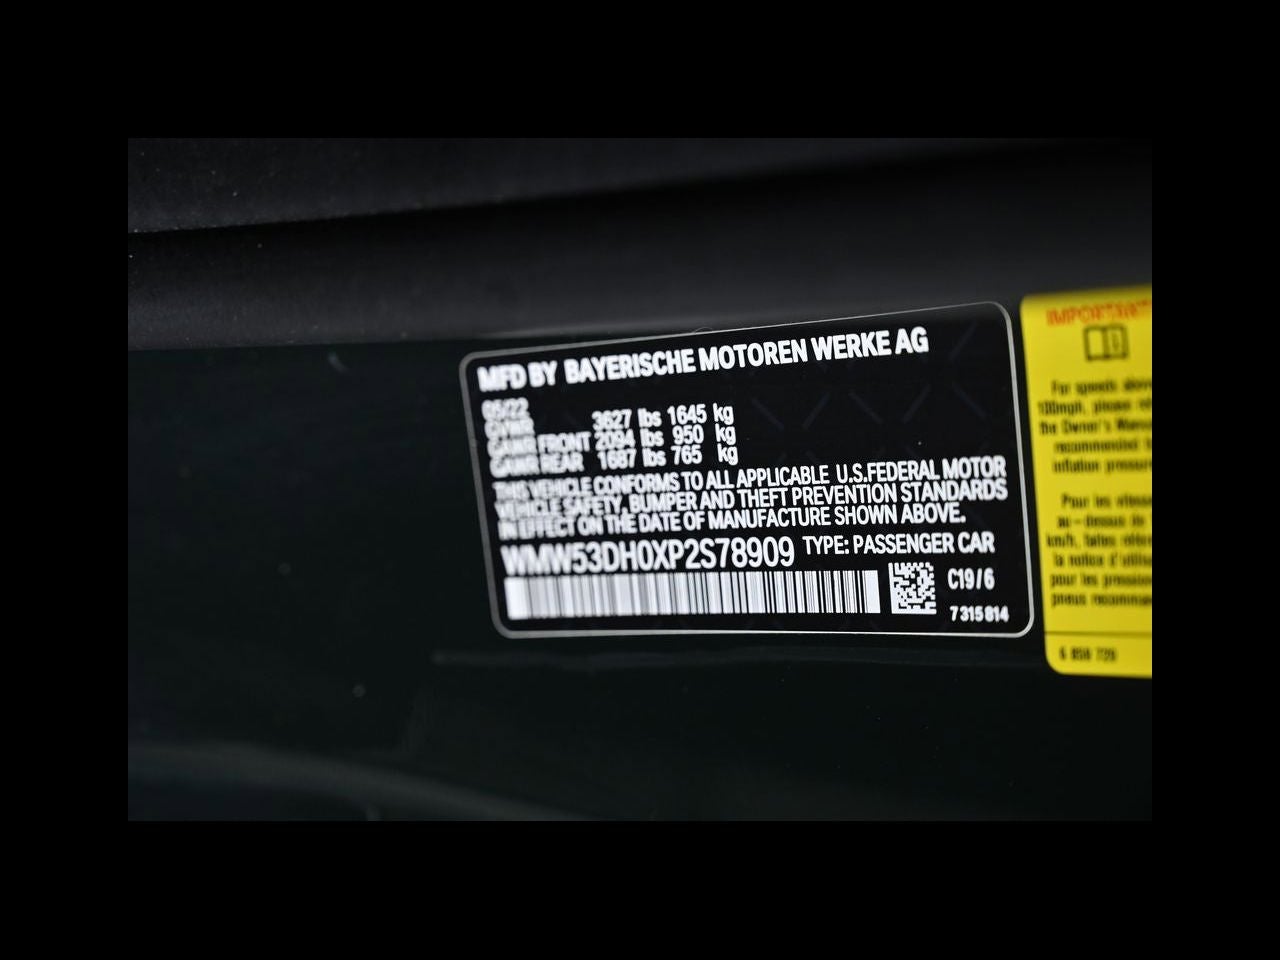 MFD BY BAYERISCHE MOTOREN WERKE AG
05/22
GVWR 3627 lbs 1645 kg
GAWR FRONT 2094 lbs 950 kg
GAWR REAR 1687 lbs 765 kg
THIS VEHICLE CONFORMS TO ALL APPLICABLE U.S.FEDERAL MOTOR
VEHICLE SAFETY, BUMPER AND THEFT PREVENTION STANDARDS
IN EFFECT ON THE DATE OF MANUFACTURE SHOWN ABOVE.
WMW53DH0XP2S78909 TYPE: PASSENGER CAR
C19/6
7 315 814
IMPORTANT
For speeds above
100mph, please
the Owner's
recommended
inflation pressure
Pour les
au-dessus de
km/h, faites
la notice
pour les
pneus